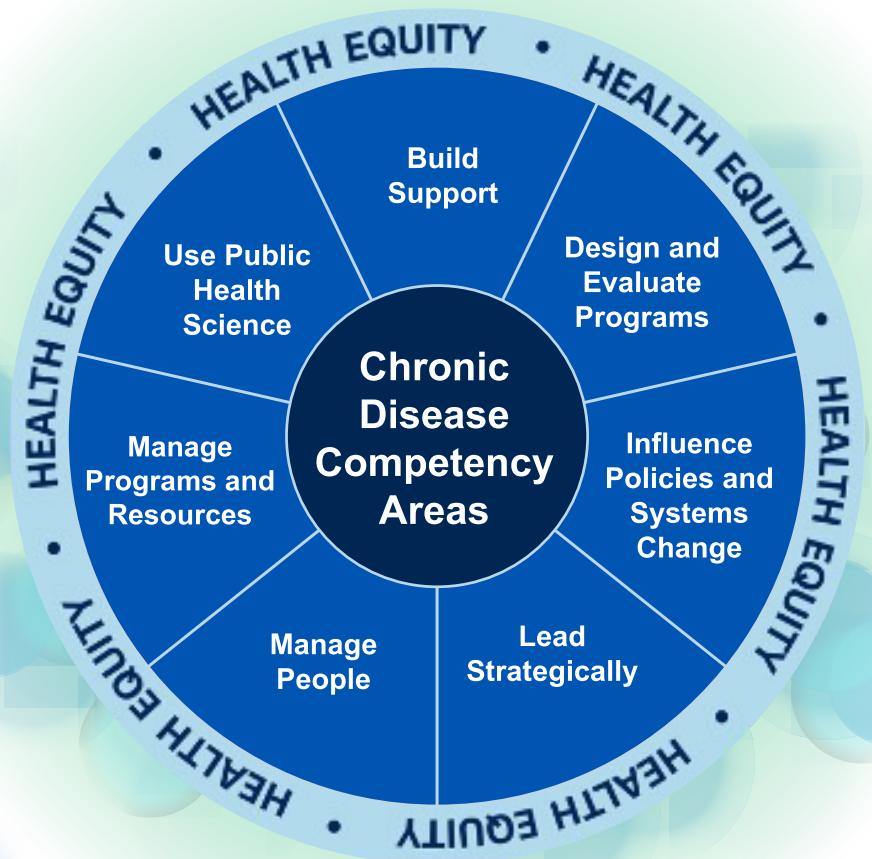 HEALTH EQUITY • HEALTH EQUITY • HEALTH EQUITY • HEALTH EQUITY • HEALTH EQUITY • HEALTH EQUITY • HEALTH EQUITY •
Build
Support
Design and
Evaluate
Programs
Influence
Policies and
Systems
Change
Lead
Strategically
Manage
People
Manage
Programs and
Resources
Use Public
Health
Science
Chronic
Disease
Competency
Areas